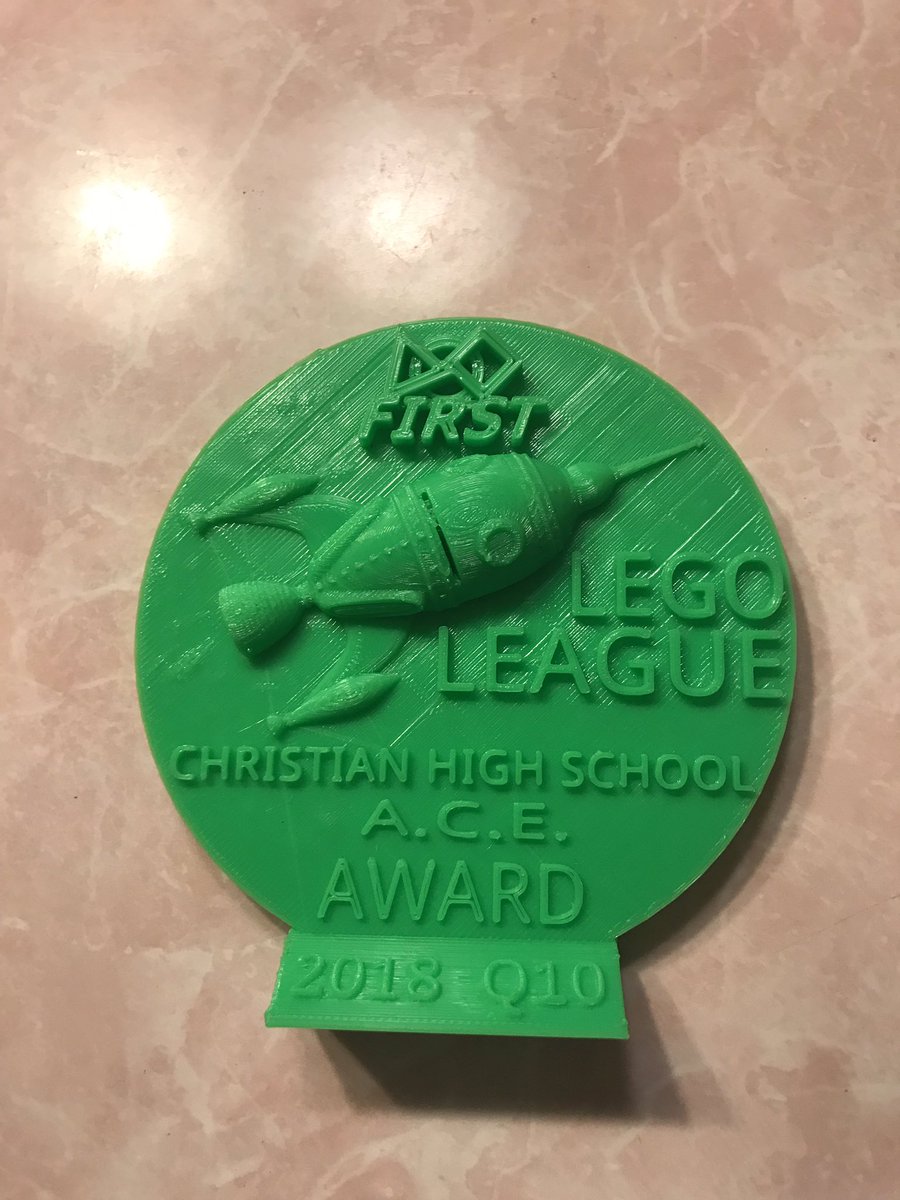 FIRST
LEGO
LEAGUE
CHRISTIAN HIGH SCHOOL
A.C.E.
AWARD
2018 Q10